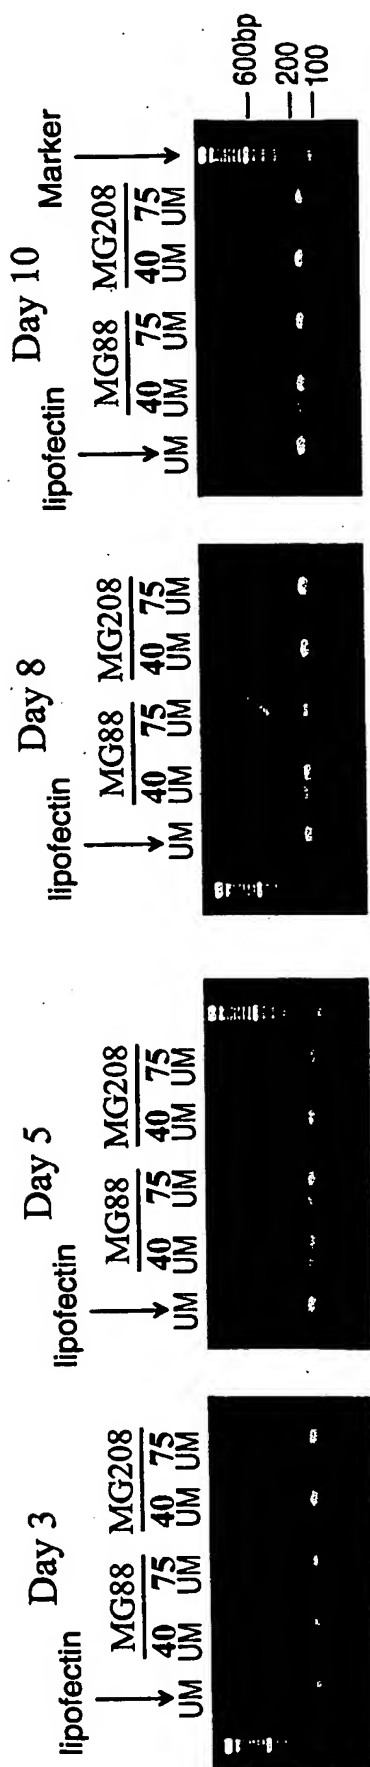 Day 3
lipofectin
MG88 MG208
40 75 40 75
UM UM UM UM UM
Day 5
lipofectin
MG88 MG208
40 75 40 75
UM UM UM UM UM
Day 8
lipofectin
MG88 MG208
40 75 40 75
UM UM UM UM UM
Day 10
lipofectin
Marker
MG88 MG208
40 75 40 75
UM UM UM UM UM
600bp
200
100